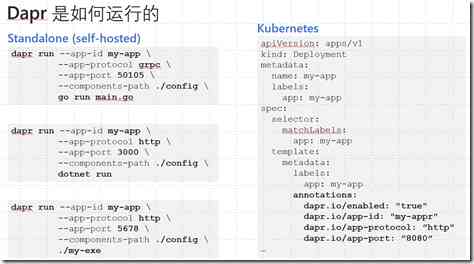 Dapr 是如何运行的
Standalone (self-hosted)
dapr run --app-id my-app \
--app-protocol grpc \
--app-port 50105 \
--components-path ./config \
go run main.go
dapr run --app-id my-app \
--app-protocol http \
--app-port 3000 \
--components-path ./config \
dotnet run
dapr run --app-id my-app \
--app-protocol http \
--app-port 5678 \
--components-path ./config \
./my-exe
Kubernetes
apiVersion: apps/v1
kind: Deployment
metadata:
name: my-app
labels:
app: my-app
spec:
selector:
matchLabels:
app: my-app
template:
metadata:
labels:
app: my-app
annotations:
dapr.io/enabled: "true"
dapr.io/app-id: "my-appr"
dapr.io/app-protocol: "http"
dapr.io/app-port: "8080"
…